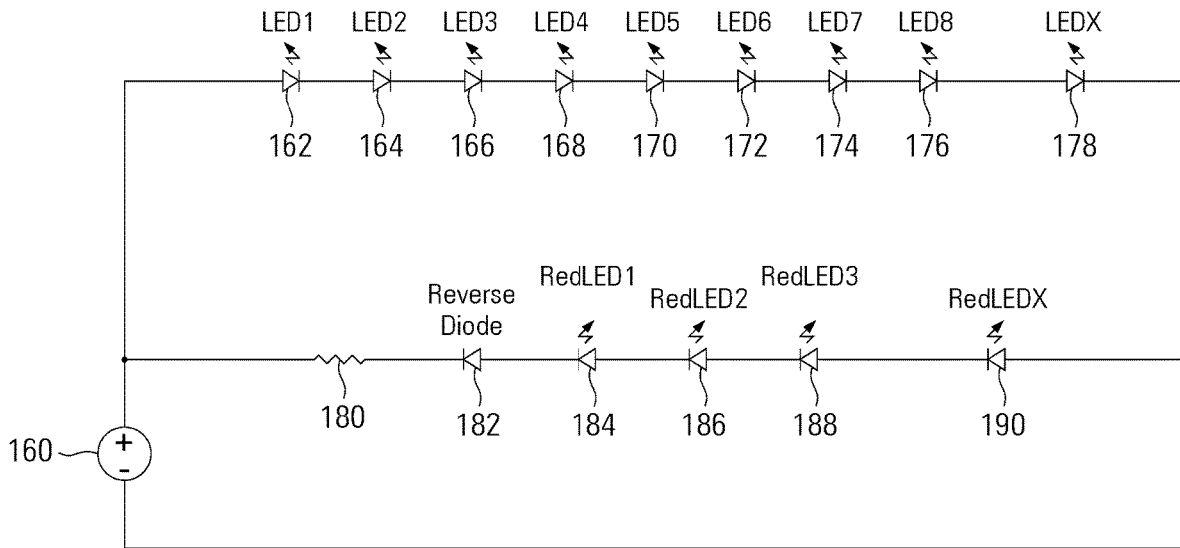 LED1 LED2 LED3 LED4 LED5 LED6 LED7 LED8 LEDX
162 164 166 168 170 172 174 176 178
Reverse
Diode
RedLED1 RedLED2 RedLED3 RedLEDX
180 182 184 186 188 190
160
+
-